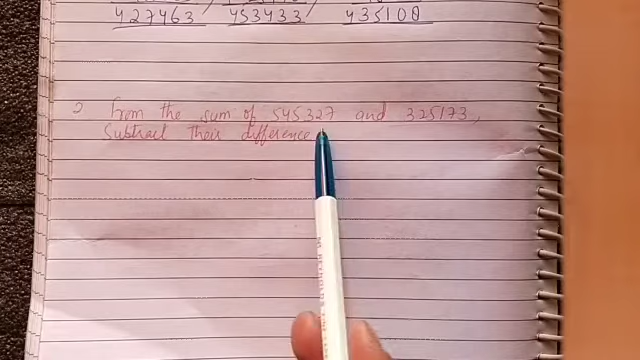 427463 453433 435108
2 From the sum of 545327 and 325173,
Subtract their difference